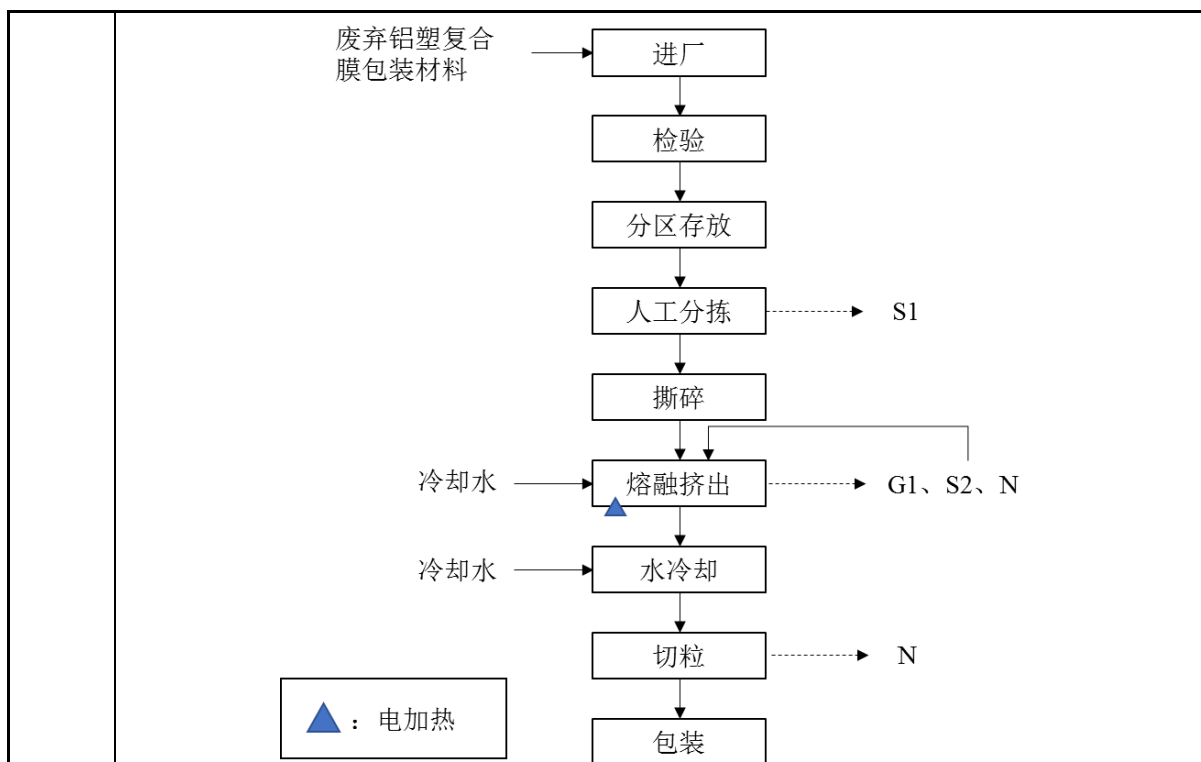 废弃铝塑复合
膜包装材料
进厂
检验
分区存放
人工分拣
S1
撕碎
冷却水
熔融挤出
G1、S2、N
冷却水
水冷却
切粒
N
：电加热
包装